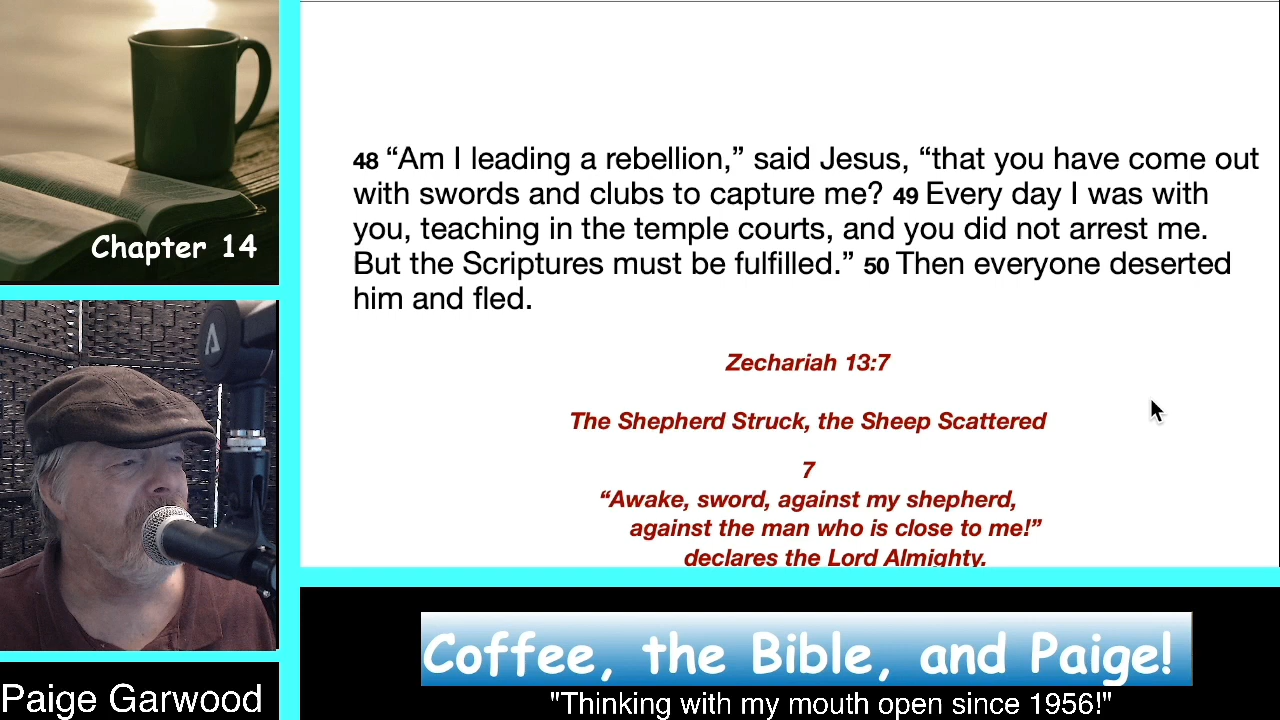 Chapter 14
48 “Am I leading a rebellion,” said Jesus, “that you have come out
with swords and clubs to capture me? 49 Every day I was with
you, teaching in the temple courts, and you did not arrest me.
But the Scriptures must be fulfilled.” 50 Then everyone deserted
him and fled.
Zechariah 13:7
The Shepherd Struck, the Sheep Scattered
7
“Awake, sword, against my shepherd,
against the man who is close to me!”
declares the Lord Almighty.
Paige Garwood
Coffee, the Bible, and Paige!
"Thinking with my mouth open since 1956!"